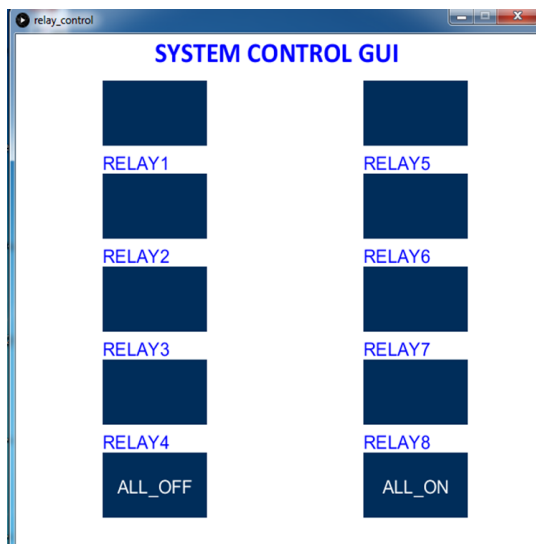 relay_control
SYSTEM CONTROL GUI
RELAY1 RELAY5
RELAY2 RELAY6
RELAY3 RELAY7
RELAY4 RELAY8
ALL_OFF ALL_ON